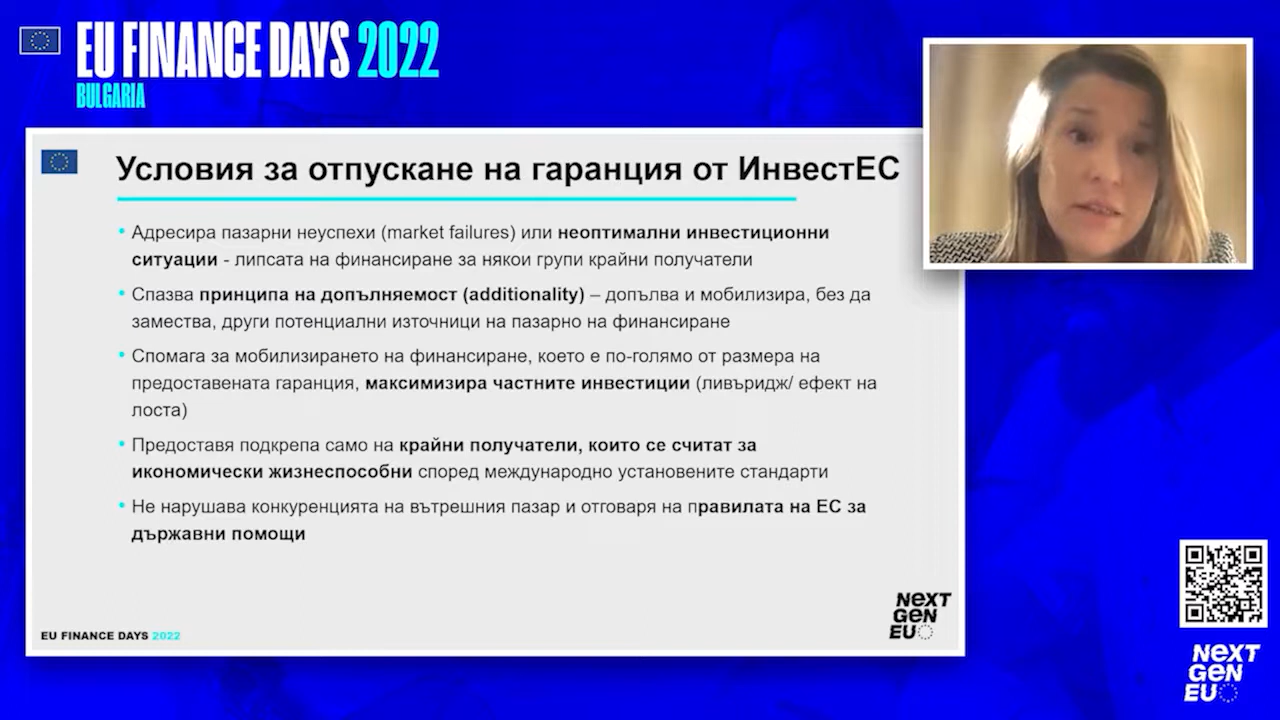 EU FINANCE DAYS 2022
BULGARIA
Условия за отпускане на гаранция от ИнвестЕС
• Адресира пазарни неуспехи (market failures) или неоптимални инвестиционни
ситуации - липсата на финансиране за някои групи крайни получатели
• Спазва принципа на допълняемост (additionality) – допълва и мобилизира, без да
замества, други потенциални източници на пазарно на финансиране
• Спомага за мобилизирането на финансиране, което е по-голямо от размера на
предоставената гаранция, максимизира частните инвестиции (ливъридж/ ефект на
лоста)
• Предоставя подкрепа само на крайни получатели, които се считат за
икономически жизнеспособни според международно установените стандарти
• Не нарушава конкуренцията на вътрешния пазар и отговаря на правилата на ЕС за
държавни помощи
NEXT
GEN
EU
EU FINANCE DAYS 2022
NEXT
GEN
EU